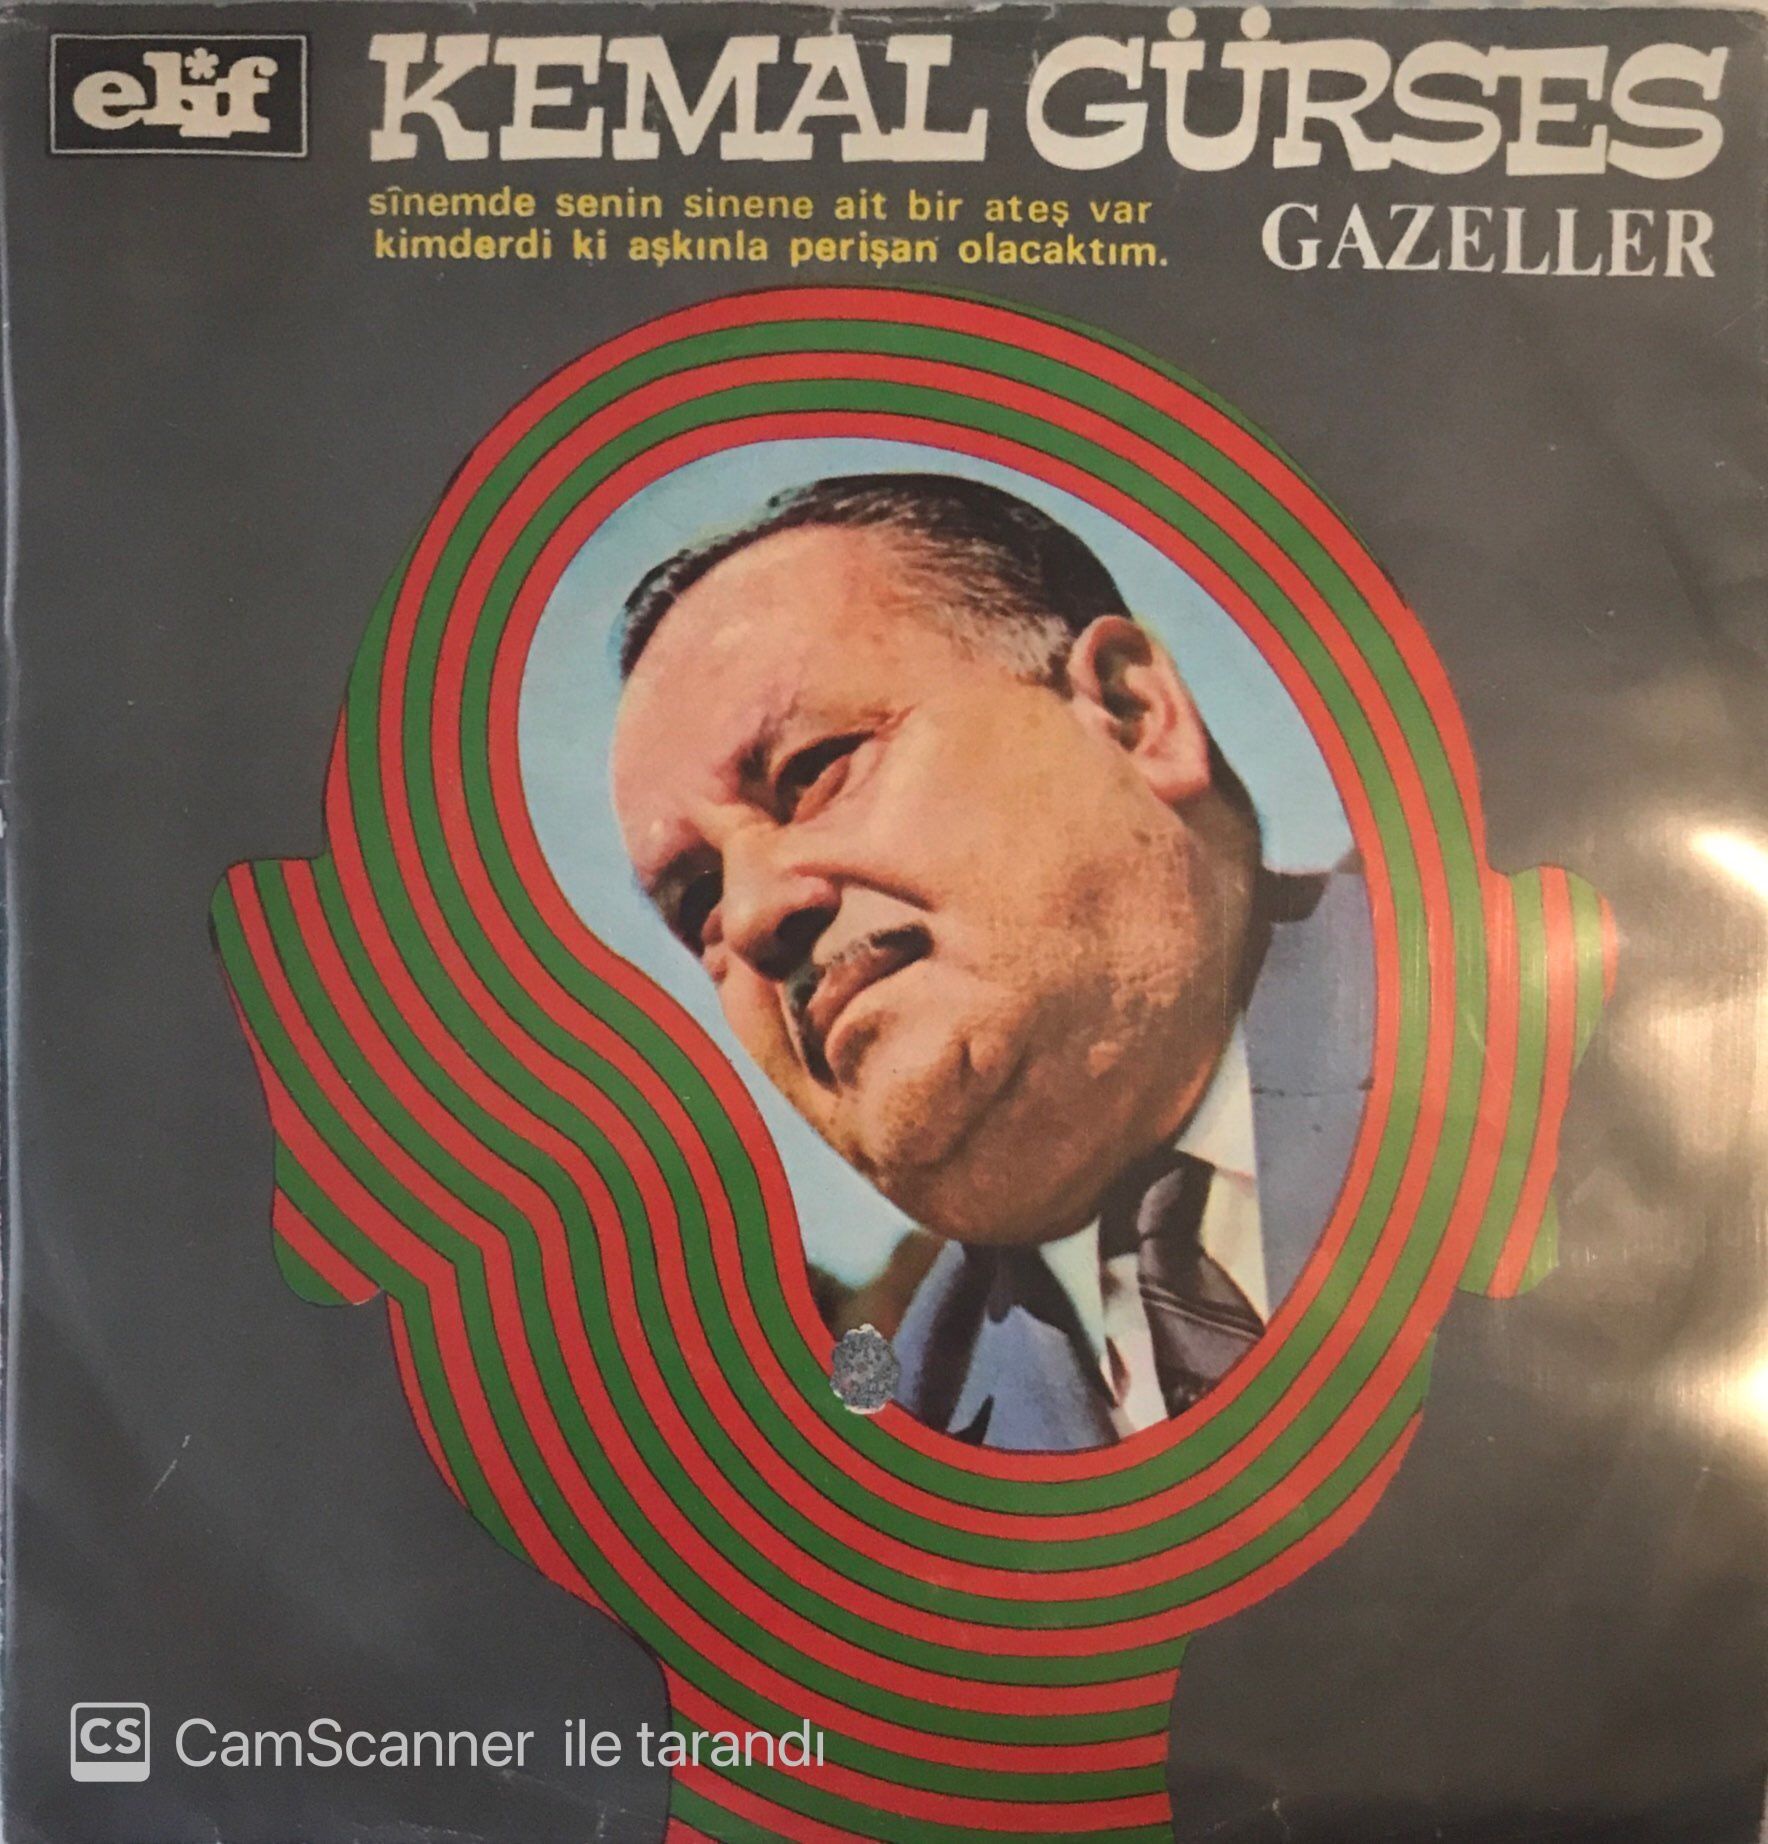 elif
KEMAL GÜRSES
sînemde senin sinene ait bir ateş var
kimderdi ki aşkınla perişan olacaktım.
GAZELLER
CS CamScanner ile tarandı